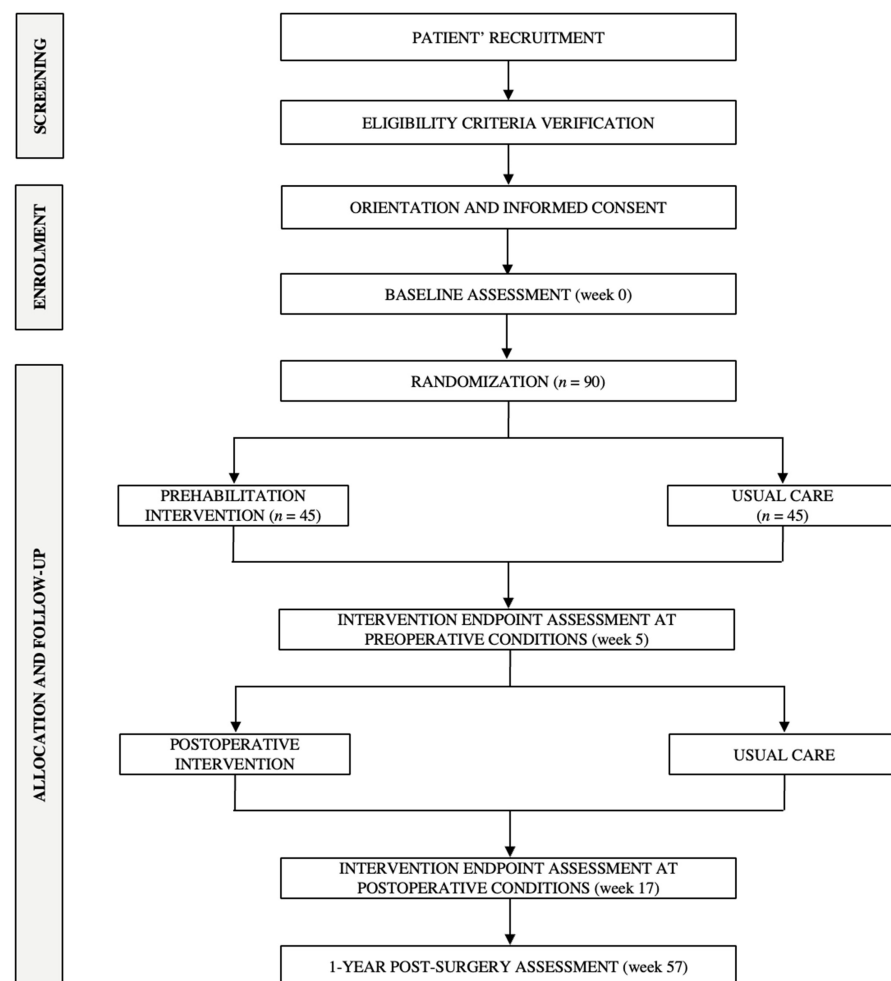 SCREENING
PATIENT' RECRUITMENT
ELIGIBILITY CRITERIA VERIFICATION
ENROLMENT
ORIENTATION AND INFORMED CONSENT
BASELINE ASSESSMENT (week 0)
ALLOCATION AND FOLLOW-UP
RANDOMIZATION (n = 90)
PREHABILITATION
INTERVENTION (n = 45)
USUAL CARE
(n = 45)
INTERVENTION ENDPOINT ASSESSMENT AT
PREOPERATIVE CONDITIONS (week 5)
POSTOPERATIVE
INTERVENTION
USUAL CARE
INTERVENTION ENDPOINT ASSESSMENT AT
POSTOPERATIVE CONDITIONS (week 17)
1-YEAR POST-SURGERY ASSESSMENT (week 57)